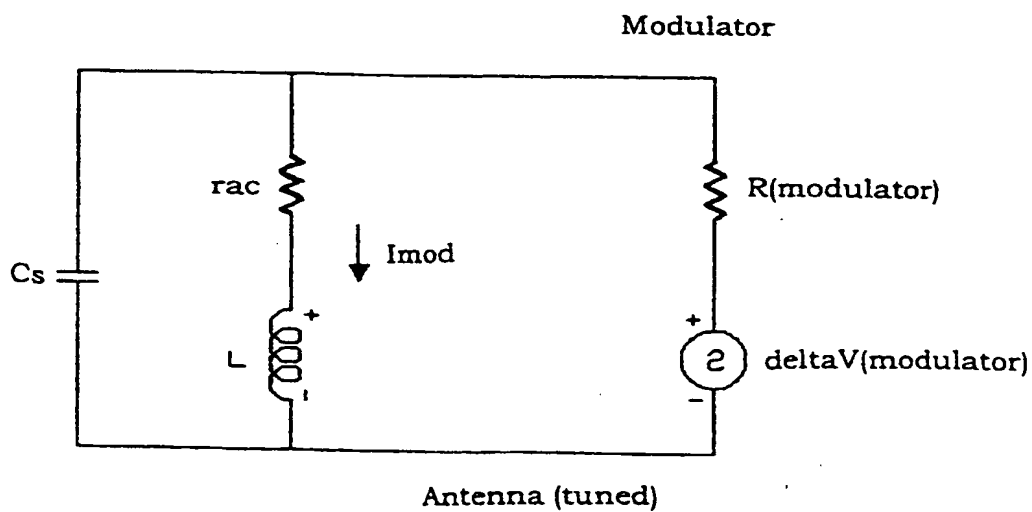 Modulator
rac
R(modulator)
Imod
Cs
+
+
L
deltaV(modulator)
-
-
Antenna (tuned)